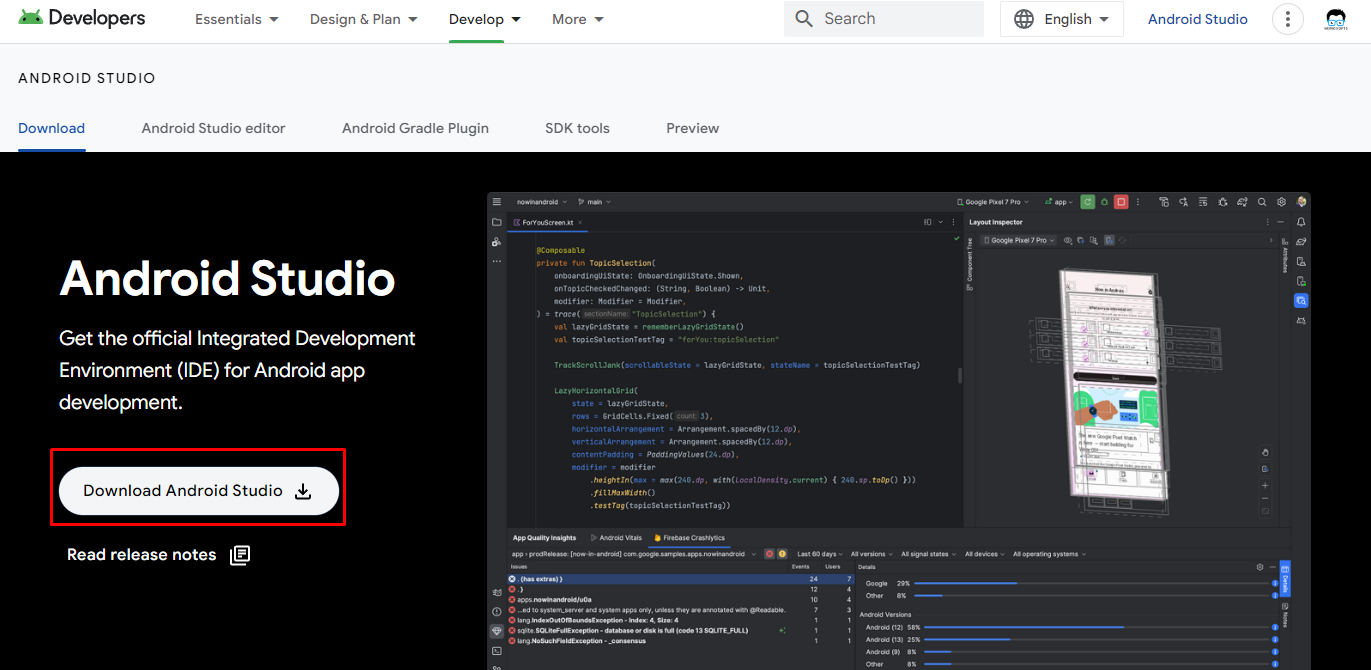 Developers
Essentials
Design & Plan
Develop
More
Search
English
Android Studio
ANDROID STUDIO
Download
Android Studio editor
Android Gradle Plugin
SDK tools
Preview
Android Studio
Get the official Integrated Development
Environment (IDE) for Android app
development.
Download Android Studio
Read release notes
nowinandroid
main
Google Pixel 7 Pro
app
ForYouScreen.kt
Layout Inspector
Google Pixel 7 Pro
Component Tree
Attributes
@Composable
private fun TopicSelection(
onboardingUiState: OnboardingUiState.Shown,
onTopicCheckedChanged: (String, Boolean) -> Unit,
modifier: Modifier = Modifier,
) = trace( sectionName: "TopicSelection") {
val lazyGridState = rememberLazyGridState()
val topicSelectionTestTag = "forYou:topicSelection"
TrackScrollJank(scrollableState = lazyGridState, stateName = topicSelectionTestTag)
LazyHorizontalGrid(
state = lazyGridState,
rows = GridCells.Fixed( count: 3),
horizontalArrangement = Arrangement.spacedBy(12.dp),
verticalArrangement = Arrangement.spacedBy(12.dp),
contentPadding = PaddingValues(24.dp),
modifier = modifier
.heightIn(max = max(240.dp, with(LocalDensity.current) { 240.sp.toDp() }))
.fillMaxWidth()
.testTag(topicSelectionTestTag))
App Quality Insights
Android Vitals
Firebase Crashlytics
app › prodRelease: [now-in-android] com.google.samples.apps.nowinandroid
Last 60 days
All versions
All signal states
All devices
All operating systems
Issues
Events
Users
Details
. (has extras) }
24
7
. }
12
4
apps.nowinandroid/u0a
10
4
...ed to system_server and system apps only, unless they are annotated with @Readable.
7
3
lang.IndexOutOfBoundsException - Index: 4, Size: 4
1
1
sqlite.SQLiteFullException - database or disk is full (code 13 SQLITE_FULL)
1
1
lang.NoSuchFieldException - _consensus
1
1
Google
29%
Other
8%
Android Versions
Android (12)
58%
Android (13)
25%
Android (9)
8%
Other
8%
Details
Notes